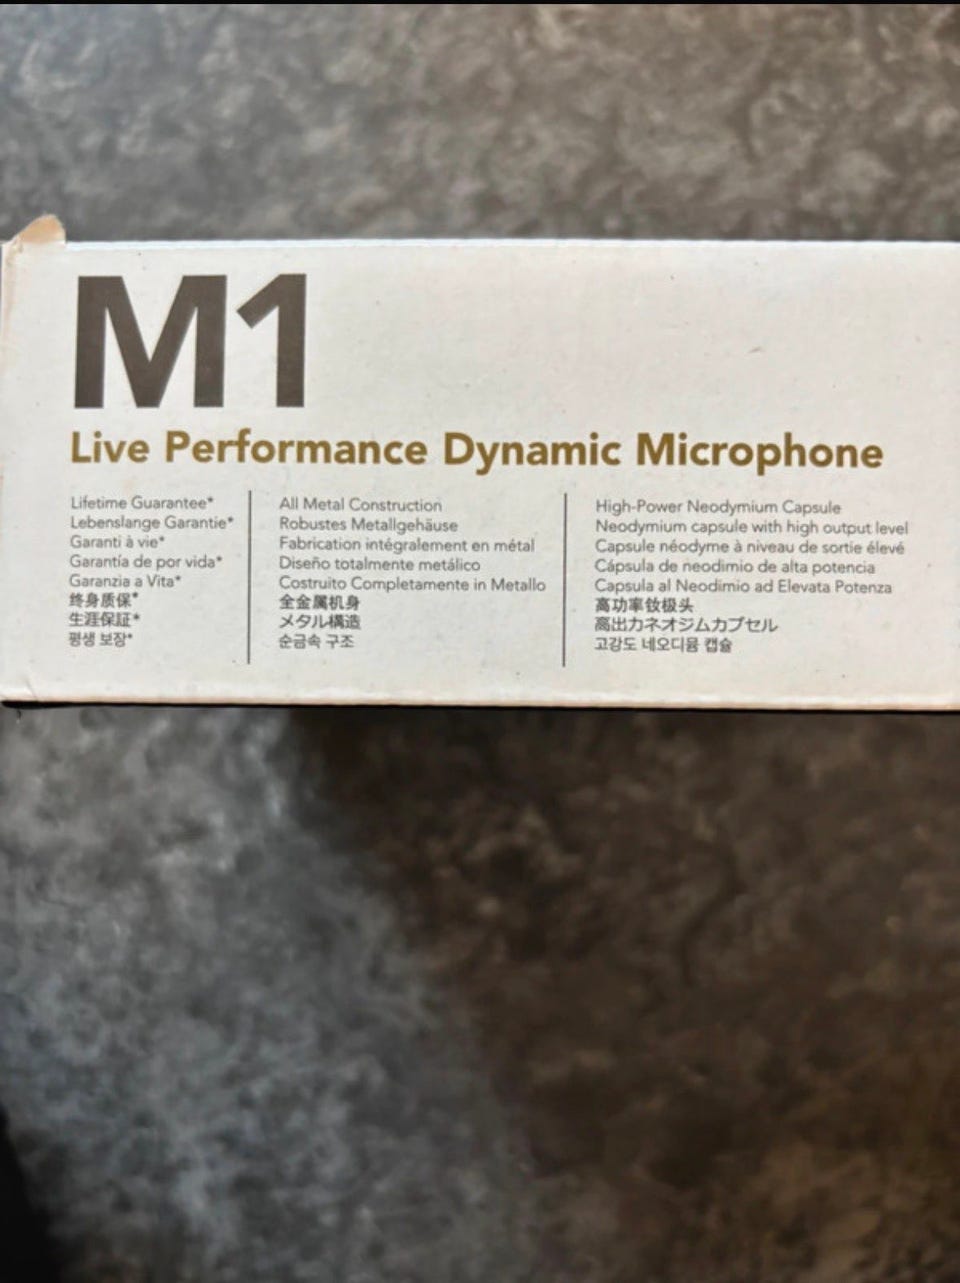 M1
Live Performance Dynamic Microphone
Lifetime Guarantee*
Lebenslange Garantie*
Garanti à vie*
Garantía de por vida*
Garanzia a Vita*
终身质保*
生涯保証*
평생 보장*
All Metal Construction
Robustes Metallgehäuse
Fabrication intégralement en métal
Diseño totalmente metálico
Costruito Completamente in Metallo
全金属机身
メタル構造
순금속 구조
High-Power Neodymium Capsule
Neodymium capsule with high output level
Capsule néodyme à niveau de sortie élevé
Cápsula de neodimio de alta potencia
Capsula al Neodimio ad Elevata Potenza
高功率钕极头
高出力ネオジムカプセル
고강도 네오디뮴 캡슐